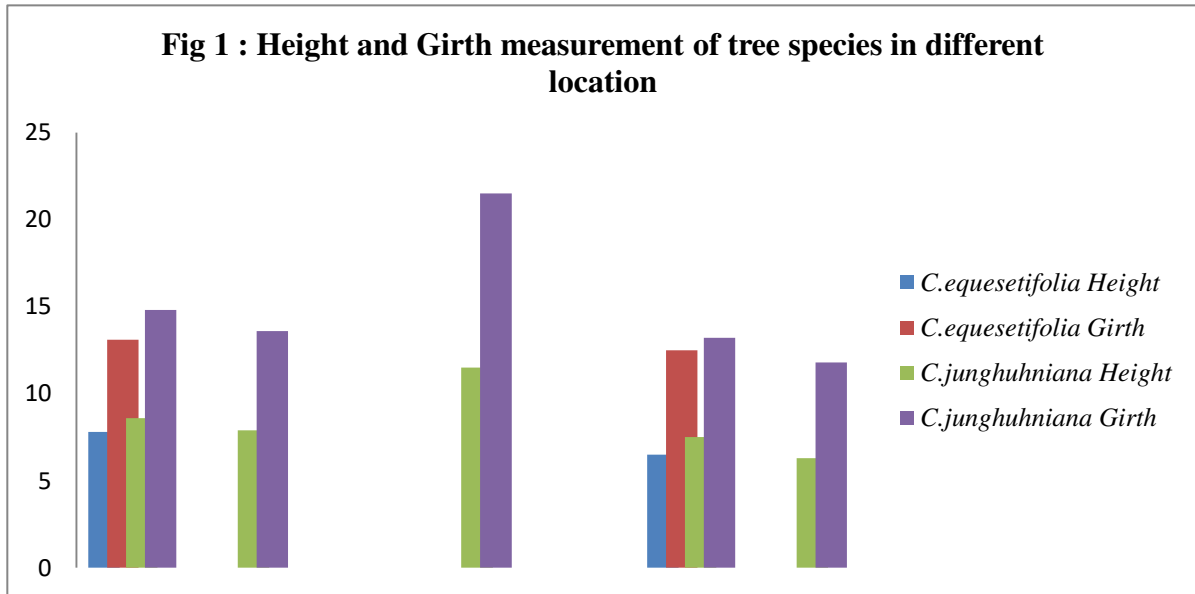 Fig 1 : Height and Girth measurement of tree species in different
location
25
20
15
10
5
0
C.equesetifolia Height
C.equesetifolia Girth
C.junghuhniana Height
C.junghuhniana Girth